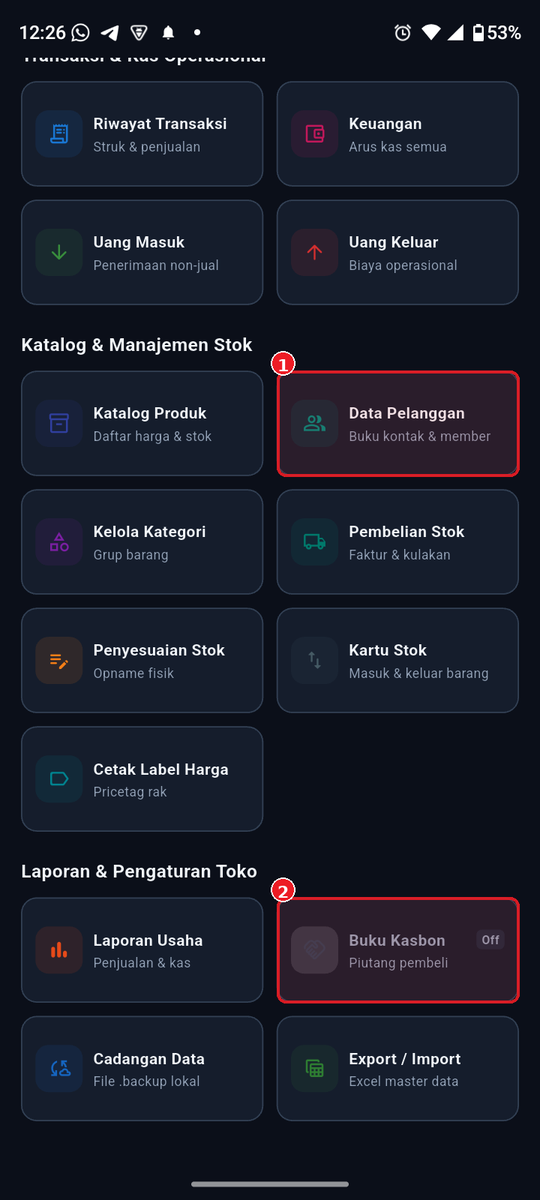 12:26
53%
Transaksi & Kas Operasional
Riwayat Transaksi
Struk & penjualan
Keuangan
Arus kas semua
Uang Masuk
Penerimaan non-jual
Uang Keluar
Biaya operasional
Katalog & Manajemen Stok
1
Katalog Produk
Daftar harga & stok
Data Pelanggan
Buku kontak & member
Kelola Kategori
Grup barang
Pembelian Stok
Faktur & kulakan
Penyesuaian Stok
Opname fisik
Kartu Stok
Masuk & keluar barang
Cetak Label Harga
Pricetag rak
Laporan & Pengaturan Toko
2
Laporan Usaha
Penjualan & kas
Buku Kasbon
Off
Piutang pembeli
Cadangan Data
File .backup lokal
Export / Import
Excel master data